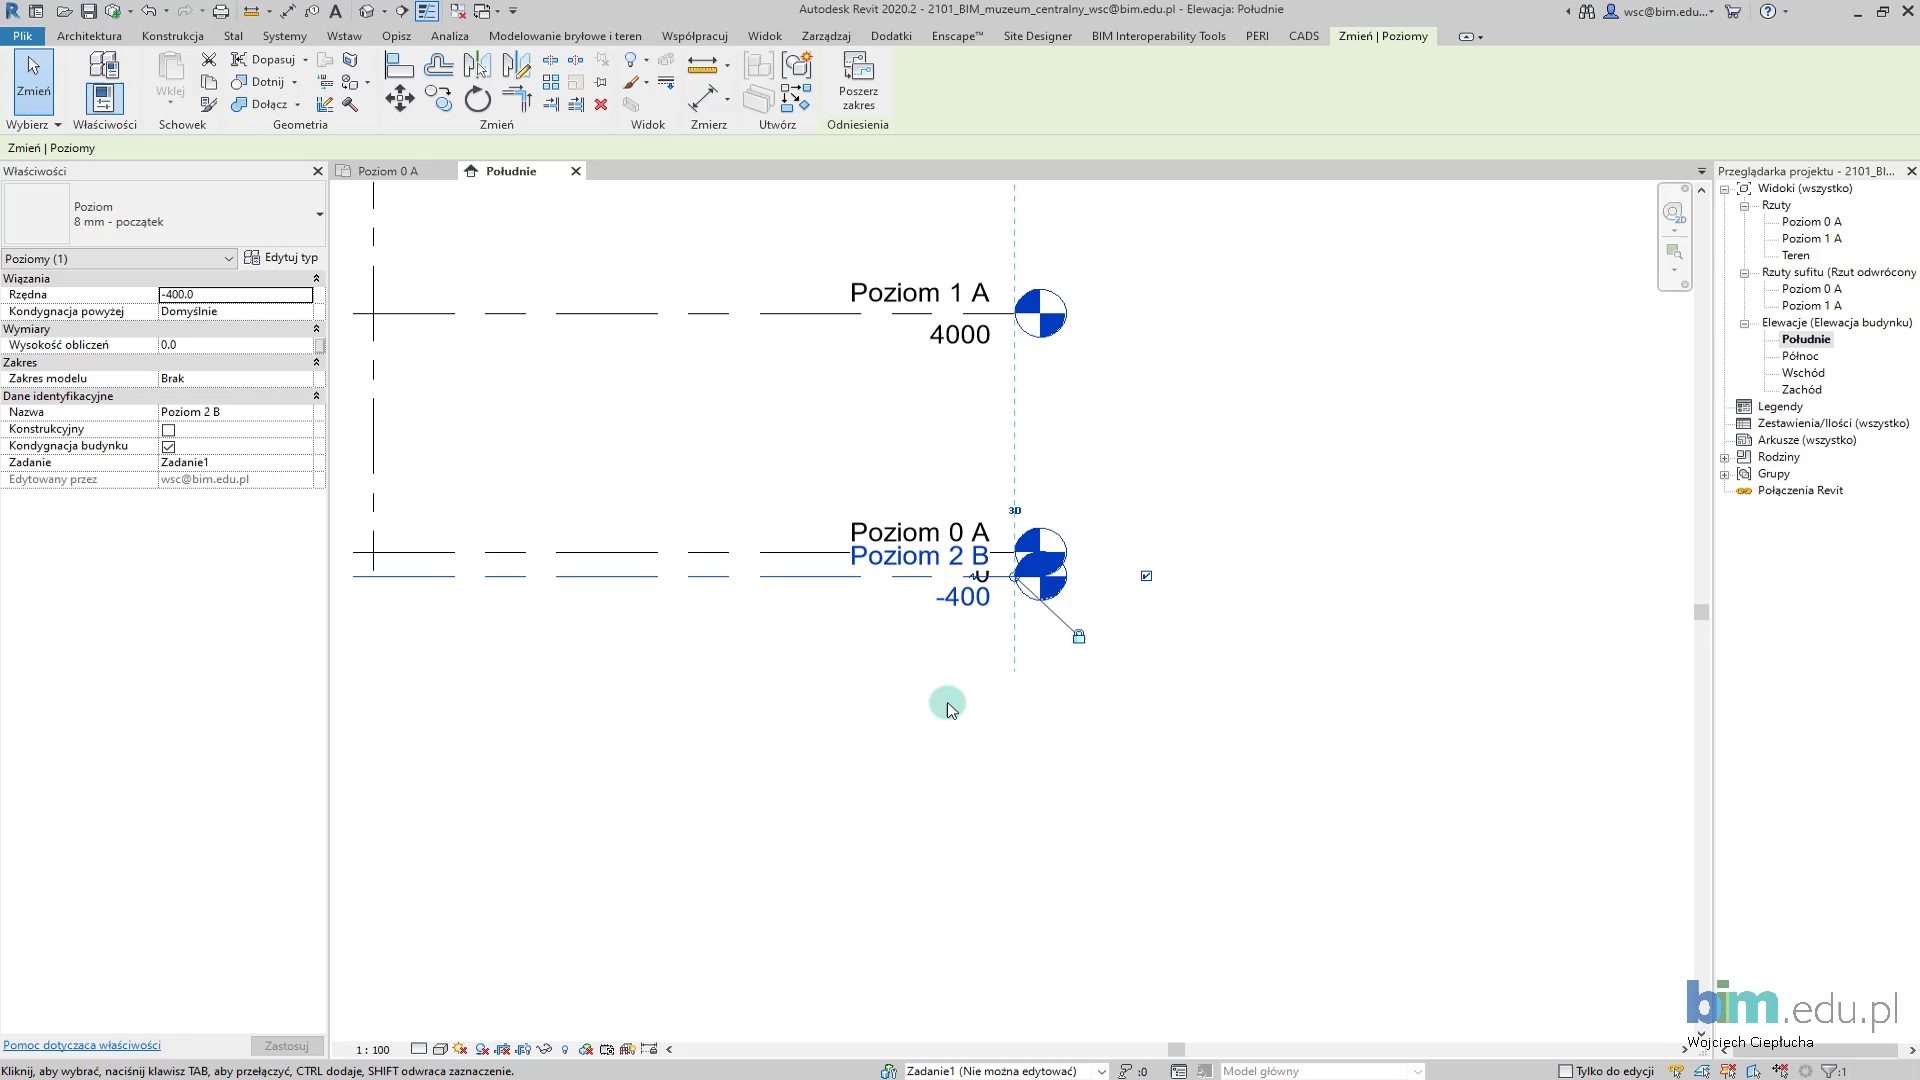 Autodesk Revit 2020.2 - 2101_BIM_muzeum_centralny_wsc@bim.edu.pl - Elewacja: Południe
wsc@bim.edu...
Plik Architektura Konstrukcja Stal Systemy Wstaw Opisz Analiza Modelowanie bryłowe i teren Współpracuj Widok Zarządzaj Dodatki Enscape™ Site Designer BIM Interoperability Tools PERI CADS Zmień | Poziomy
Zmień
Wklej
Dopasuj
Dotnij
Dołącz
Poszerz
zakres
Wybierz Właściwości Schowek Geometria Zmień Widok Zmierz Utwórz Odniesienia
Zmień | Poziomy
Właściwości
Poziom
8 mm - początek
Poziomy (1)
Edytuj typ
Wiązania
Rzędna -400.0
Kondygnacja powyżej Domyślnie
Wymiary
Wysokość obliczeń 0.0
Zakres
Zakres modelu Brak
Dane identyfikacyjne
Nazwa Poziom 2 B
Konstrukcyjny
Kondygnacja budynku
Zadanie Zadanie1
Edytowany przez wsc@bim.edu.pl
Pomoc dotycząca właściwości
Zastosuj
Poziom 0 A
Południe
Poziom 1 A
4000
3D
Poziom 0 A
Poziom 2 B
-400
2D
Przeglądarka projektu - 2101_BI...
Widoki (wszystko)
Rzuty
Poziom 0 A
Poziom 1 A
Teren
Rzuty sufitu (Rzut odwrócony
Poziom 0 A
Poziom 1 A
Elewacje (Elewacja budynku)
Południe
Północ
Wschód
Zachód
Legendy
Zestawienia/Ilości (wszystko)
Arkusze (wszystko)
Rodziny
Grupy
Połączenia Revit
bim.edu.pl
Wojciech Ciepłucha
1 : 100
Kliknij, aby wybrać, naciśnij klawisz TAB, aby przełączyć, CTRL dodaje, SHIFT odwraca zaznaczenie.
Zadanie1 (Nie można edytować)
:0
Model główny
Tylko do edycji
:1